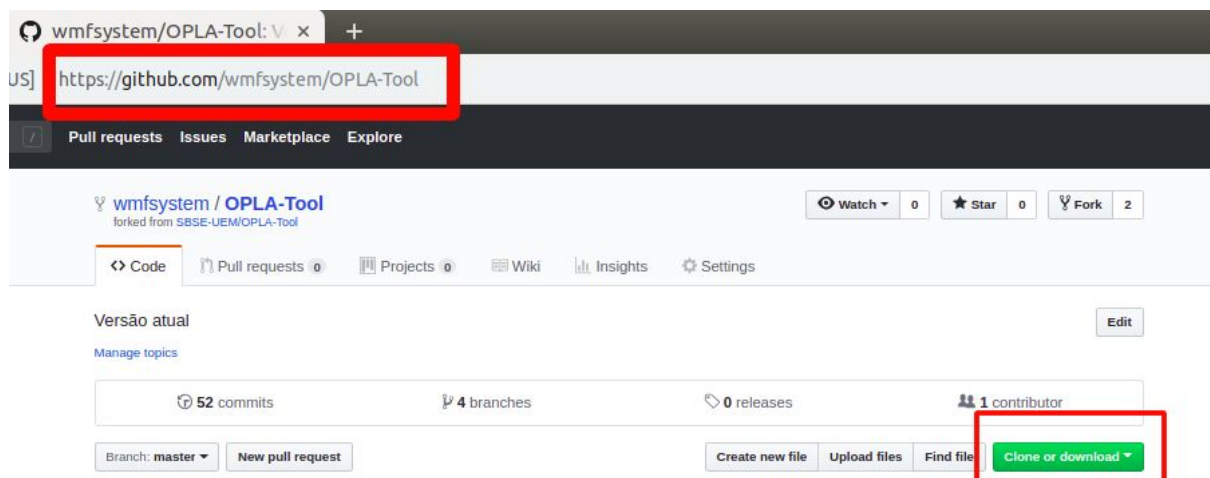 wmfsystem/OPLA-Tool: V × +
US] https://github.com/wmfsystem/OPLA-Tool
/ Pull requests Issues Marketplace Explore
wmfsystem / OPLA-Tool
forked from SBSE-UEM/OPLA-Tool
Watch 0 Star 0 Fork 2
<> Code Pull requests 0 Projects 0 Wiki Insights Settings
Versão atual Edit
Manage topics
52 commits 4 branches 0 releases 1 contributor
Branch: master New pull request Create new file Upload files Find file Clone or download